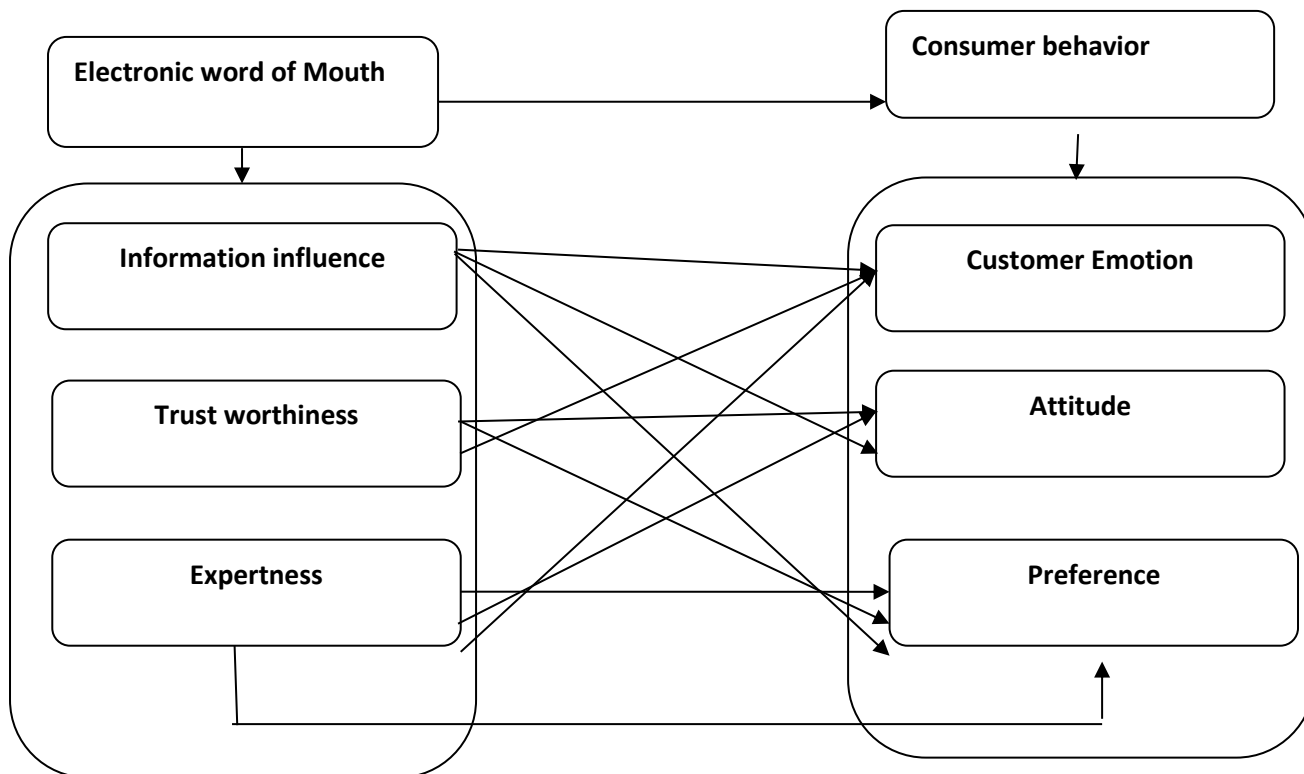 Electronic word of Mouth
Consumer behavior
Information influence
Customer Emotion
Trust worthiness
Attitude
Expertness
Preference